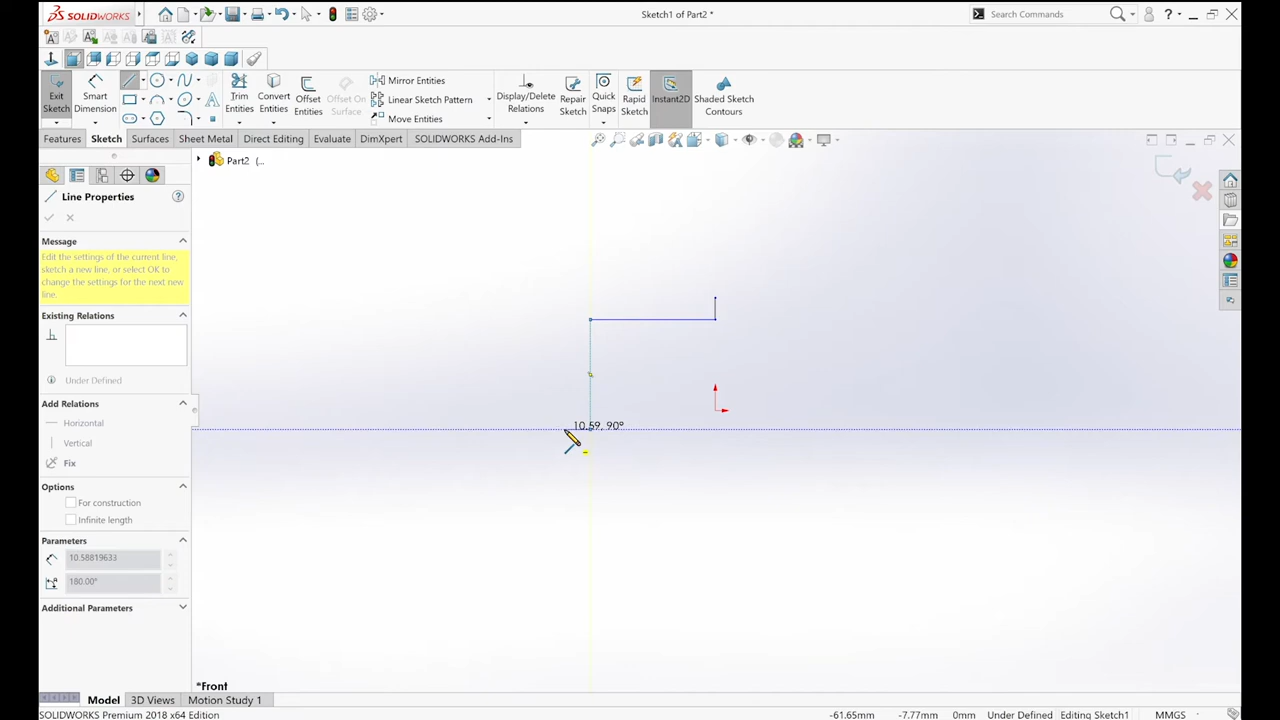 SOLIDWORKS
Sketch1 of Part2 *
Search Commands
?
Exit Sketch
Smart Dimension
Trim Entities
Convert Entities
Offset Entities
Offset On Surface
Mirror Entities
Linear Sketch Pattern
Move Entities
Display/Delete Relations
Repair Sketch
Quick Snaps
Rapid Sketch
Instant2D
Shaded Sketch Contours
Features
Sketch
Surfaces
Sheet Metal
Direct Editing
Evaluate
DimXpert
SOLIDWORKS Add-Ins
Part2 (...
Line Properties
?
Message
Edit the settings of the current line,
sketch a new line, or select OK to
change the settings for the next new
line.
Existing Relations
Under Defined
Add Relations
Horizontal
Vertical
Fix
Options
For construction
Infinite length
Parameters
10.58819633
180.00°
Additional Parameters
10.59, 90°
*Front
Model
3D Views
Motion Study 1
SOLIDWORKS Premium 2018 x64 Edition
-61.65mm
-7.77mm
0mm
Under Defined
Editing Sketch1
MMGS